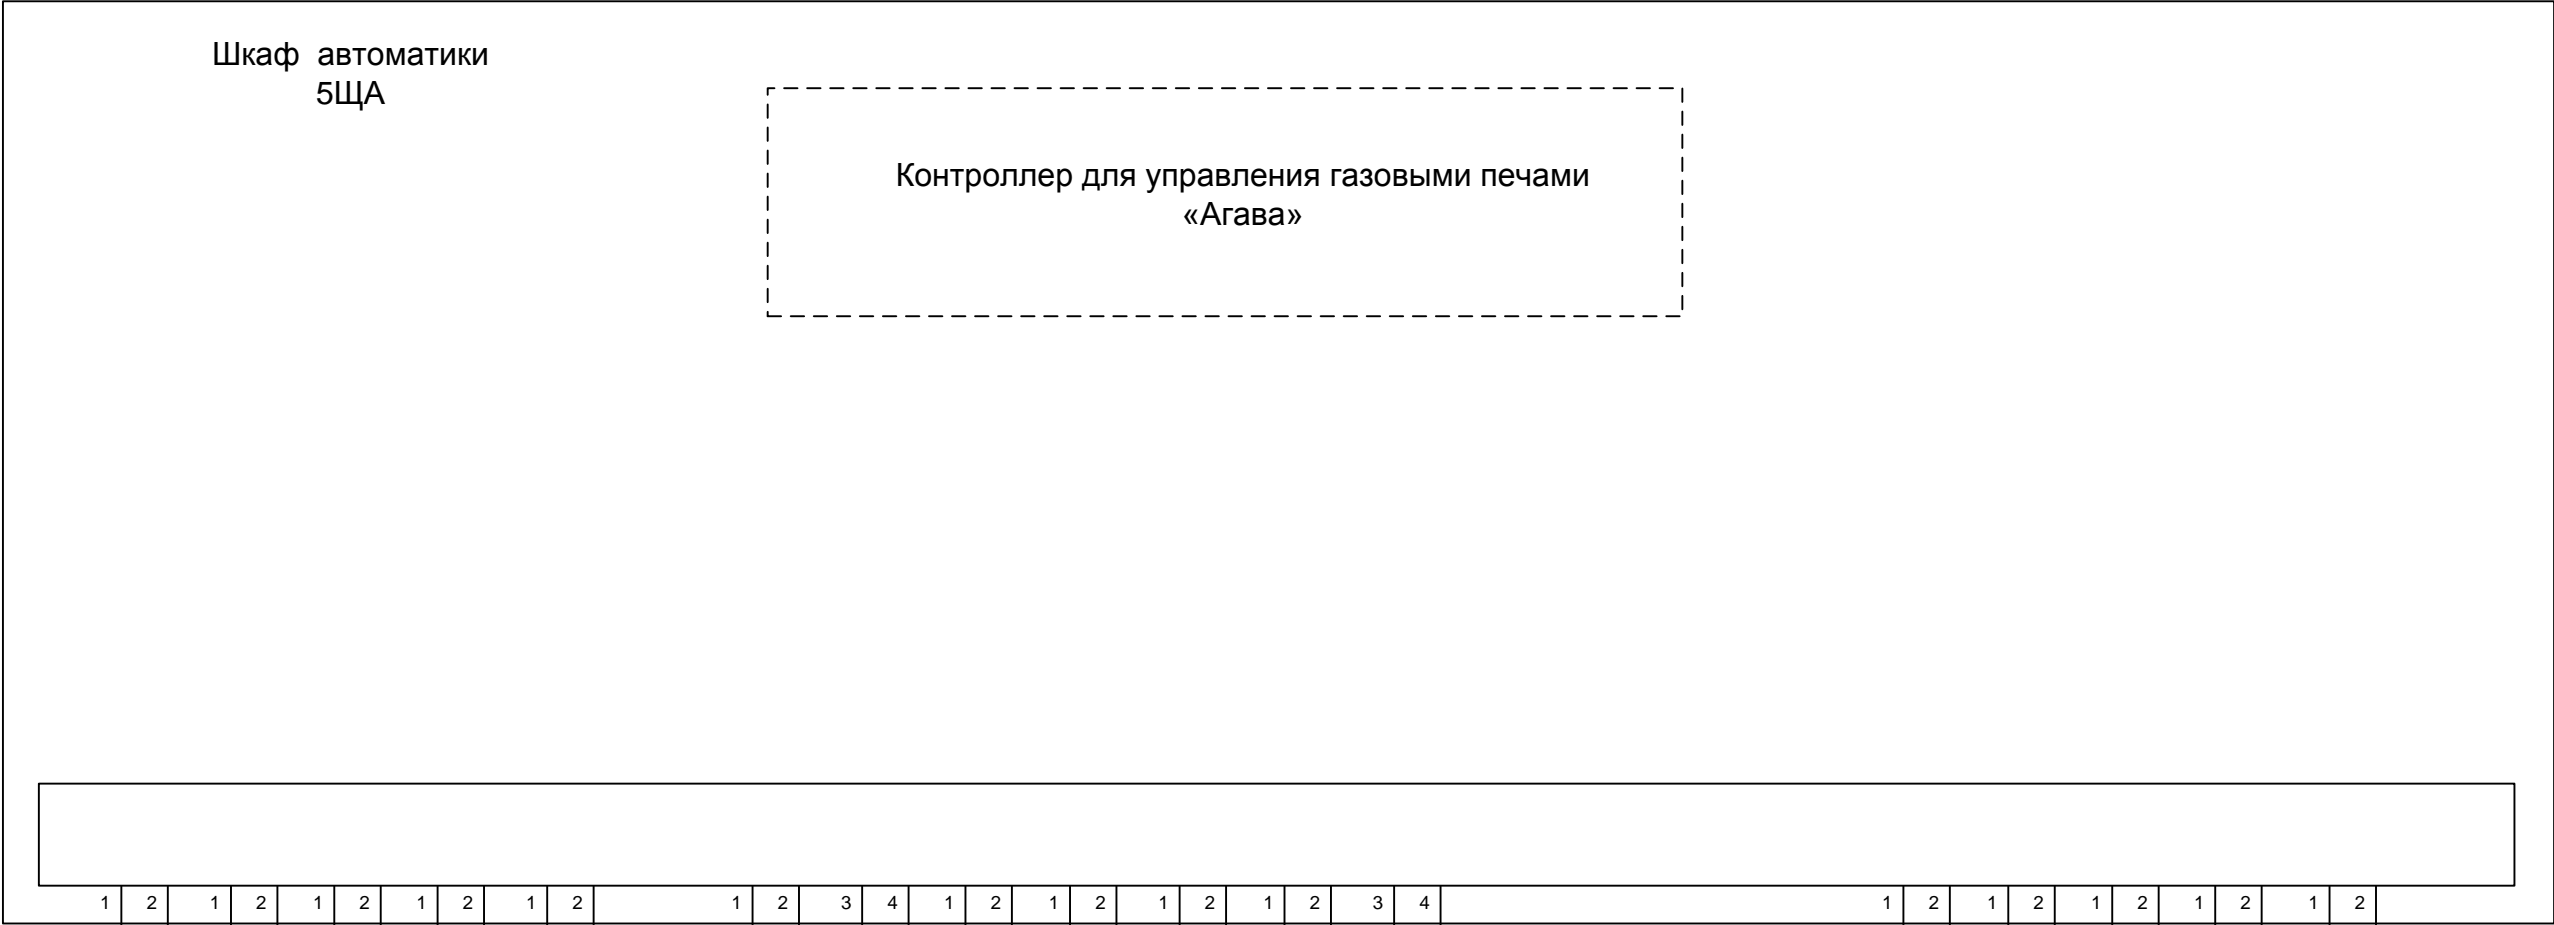 Шкаф автоматики
5ЩА
Контроллер для управления газовыми печами
«Агава»
1 2 1 2 1 2 1 2 1 2 1 2 3 4 1 2 1 2 1 2 1 2 3 4 1 2 1 2 1 2 1 2 1 2